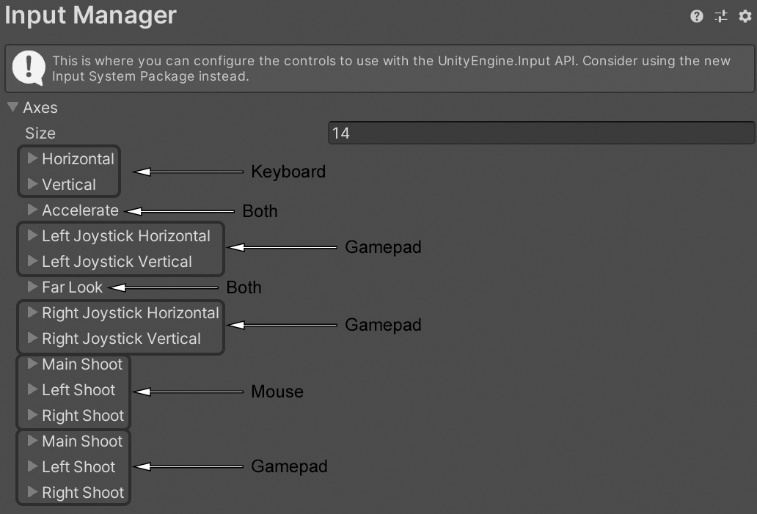 Input Manager
This is where you can configure the controls to use with the UnityEngine.Input API. Consider using the new
Input System Package instead.
Axes
Size 14
Horizontal
Keyboard
Vertical
Accelerate Both
Left Joystick Horizontal
Gamepad
Left Joystick Vertical
Far Look Both
Right Joystick Horizontal
Gamepad
Right Joystick Vertical
Main Shoot
Left Shoot Mouse
Right Shoot
Main Shoot
Left Shoot Gamepad
Right Shoot